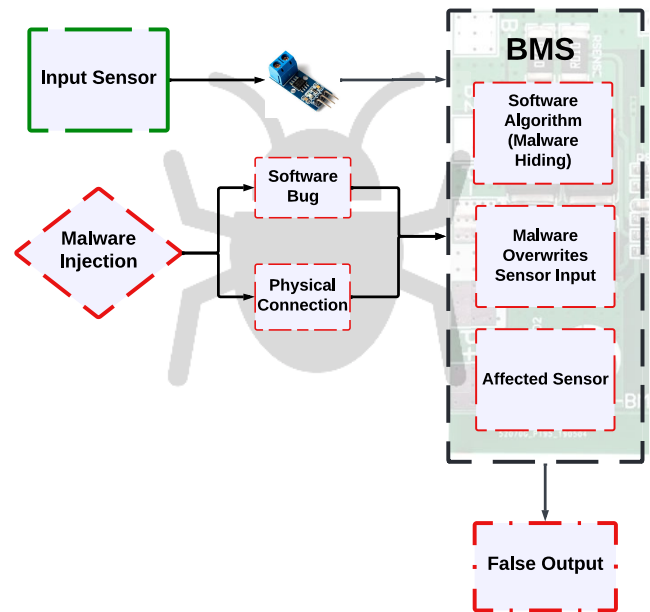 BMS
Input Sensor
Software
Algorithm
(Malware
Hiding)
Software
Bug
Malware
Injection
Malware
Overwrites
Sensor Input
Physical
Connection
Affected Sensor
False Output